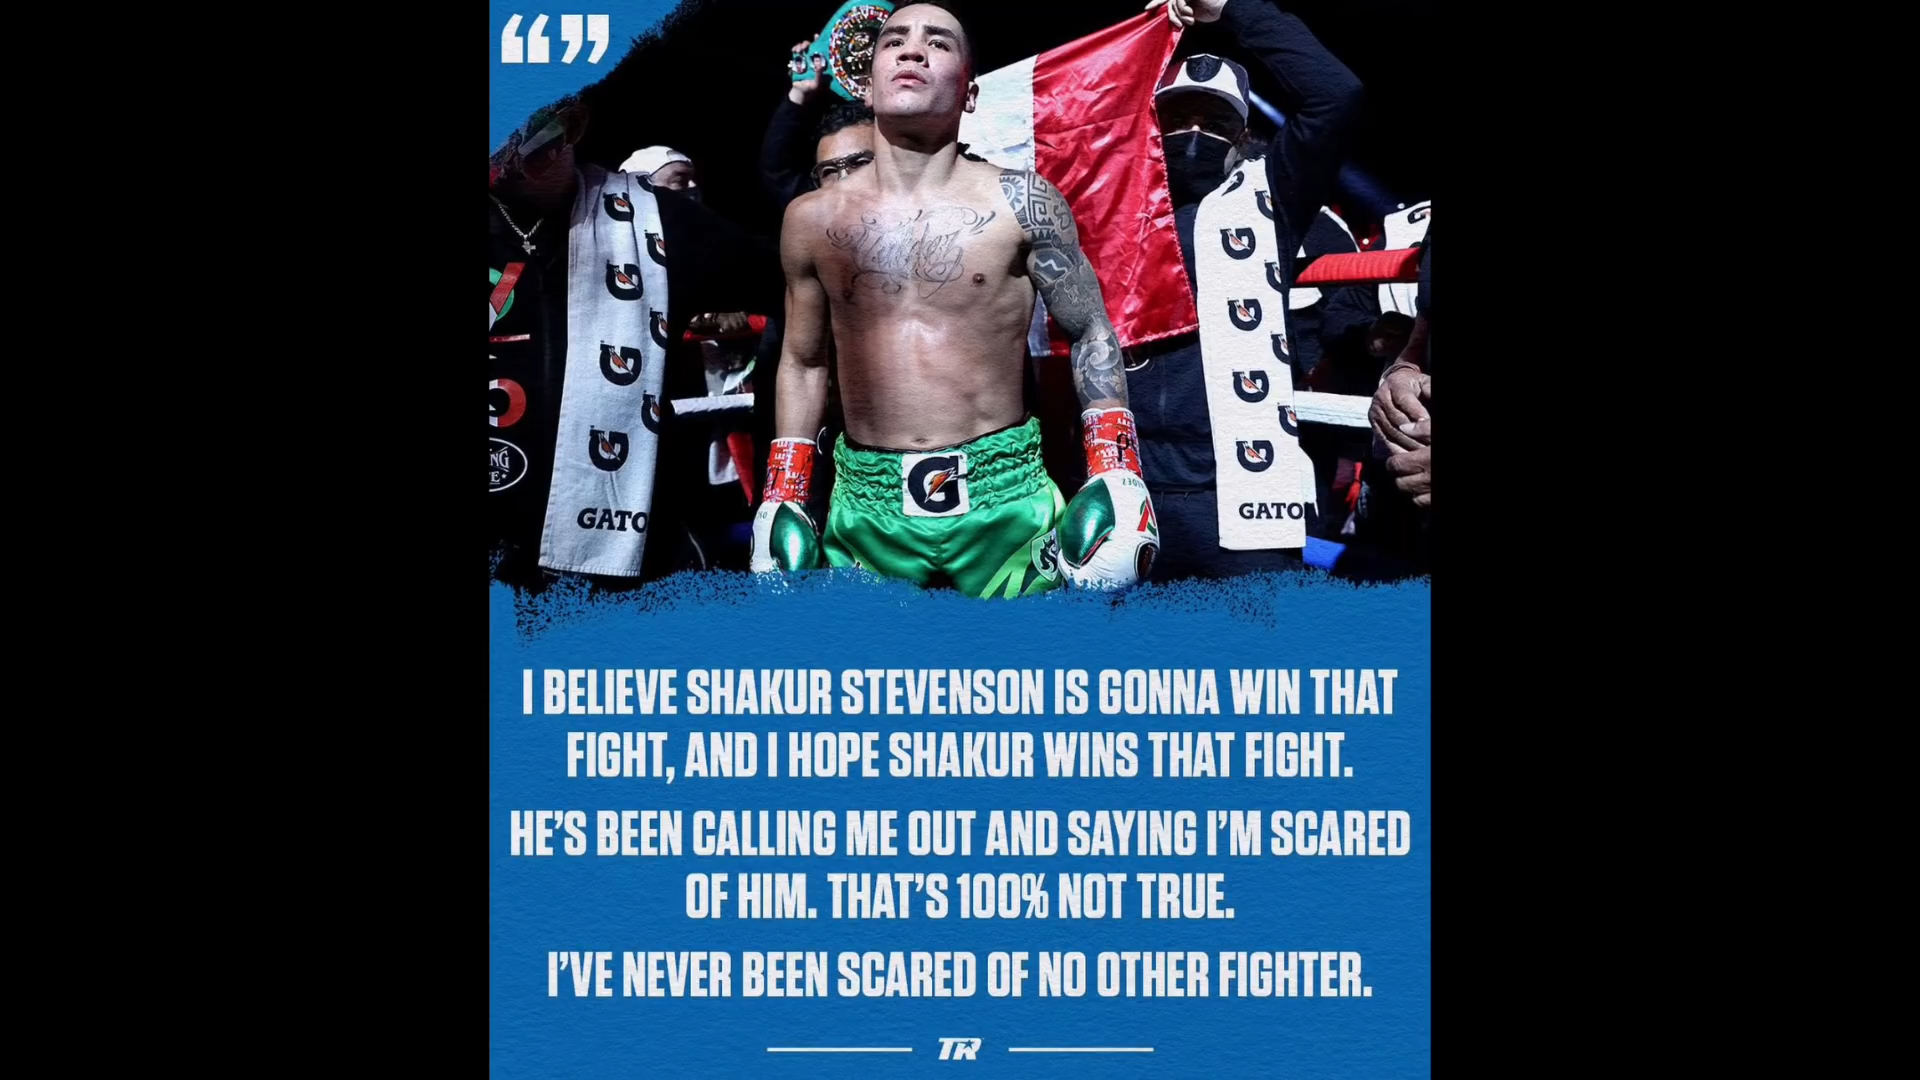 “”
Valdez
G G G G
GATO
G G G G
GATO
G
I BELIEVE SHAKUR STEVENSON IS GONNA WIN THAT
FIGHT, AND I HOPE SHAKUR WINS THAT FIGHT.
HE’S BEEN CALLING ME OUT AND SAYING I’M SCARED
OF HIM. THAT’S 100% NOT TRUE.
I’VE NEVER BEEN SCARED OF NO OTHER FIGHTER.
TR